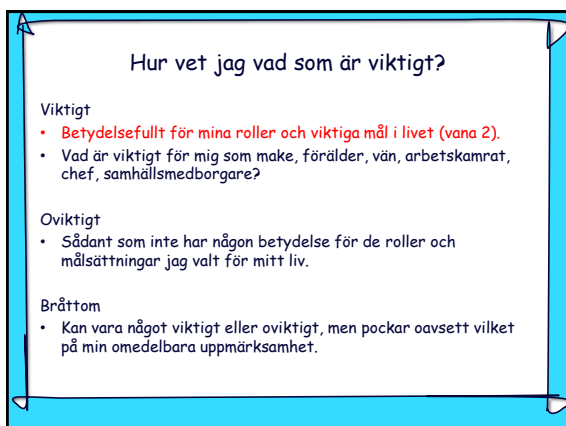 Hur vet jag vad som är viktigt?
Viktigt
• Betydelsefullt för mina roller och viktiga mål i livet (vana 2).
• Vad är viktigt för mig som make, förälder, vän, arbetskamrat,
chef, samhällsmedborgare?
Oviktigt
• Sådant som inte har någon betydelse för de roller och
målsättningar jag valt för mitt liv.
Bråttom
• Kan vara något viktigt eller oviktigt, men pockar oavsett vilket
på min omedelbara uppmärksamhet.